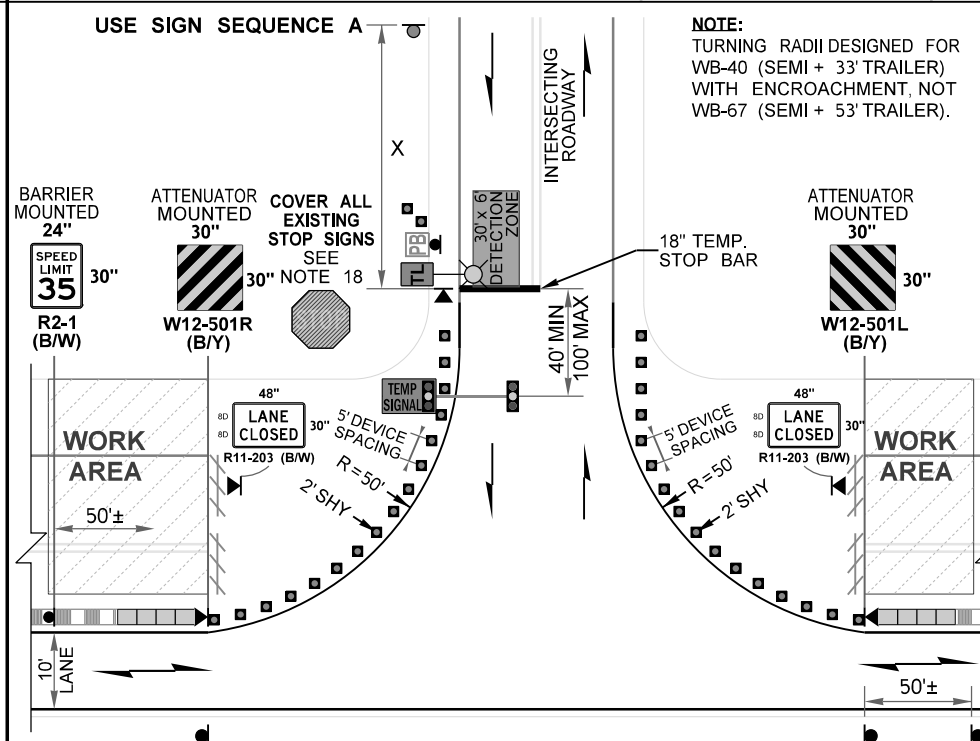 USE SIGN SEQUENCE A
NOTE:
TURNING RADII DESIGNED FOR
WB-40 (SEMI + 33' TRAILER)
WITH ENCROACHMENT, NOT
WB-67 (SEMI + 53' TRAILER).
INTERSECTING
ROADWAY
X
BARRIER
MOUNTED
24"
SPEED
LIMIT
35
30"
R2-1
(B/W)
ATTENUATOR
MOUNTED
30"
30"
W12-501R
(B/Y)
COVER ALL
EXISTING
STOP SIGNS
SEE
NOTE 18
PB
TL
30' x 6'
DETECTION
ZONE
18" TEMP.
STOP BAR
40' MIN
100' MAX
ATTENUATOR
MOUNTED
30"
30"
W12-501L
(B/Y)
TEMP
SIGNAL
48"
8D
8D
LANE
CLOSED
30"
R11-203 (B/W)
5' DEVICE
SPACING
R=50'
2' SHY
WORK
AREA
50'±
48"
8D
8D
LANE
CLOSED
30"
R11-203 (B/W)
5' DEVICE
SPACING
R=50'
2' SHY
WORK
AREA
10'
LANE
50'±